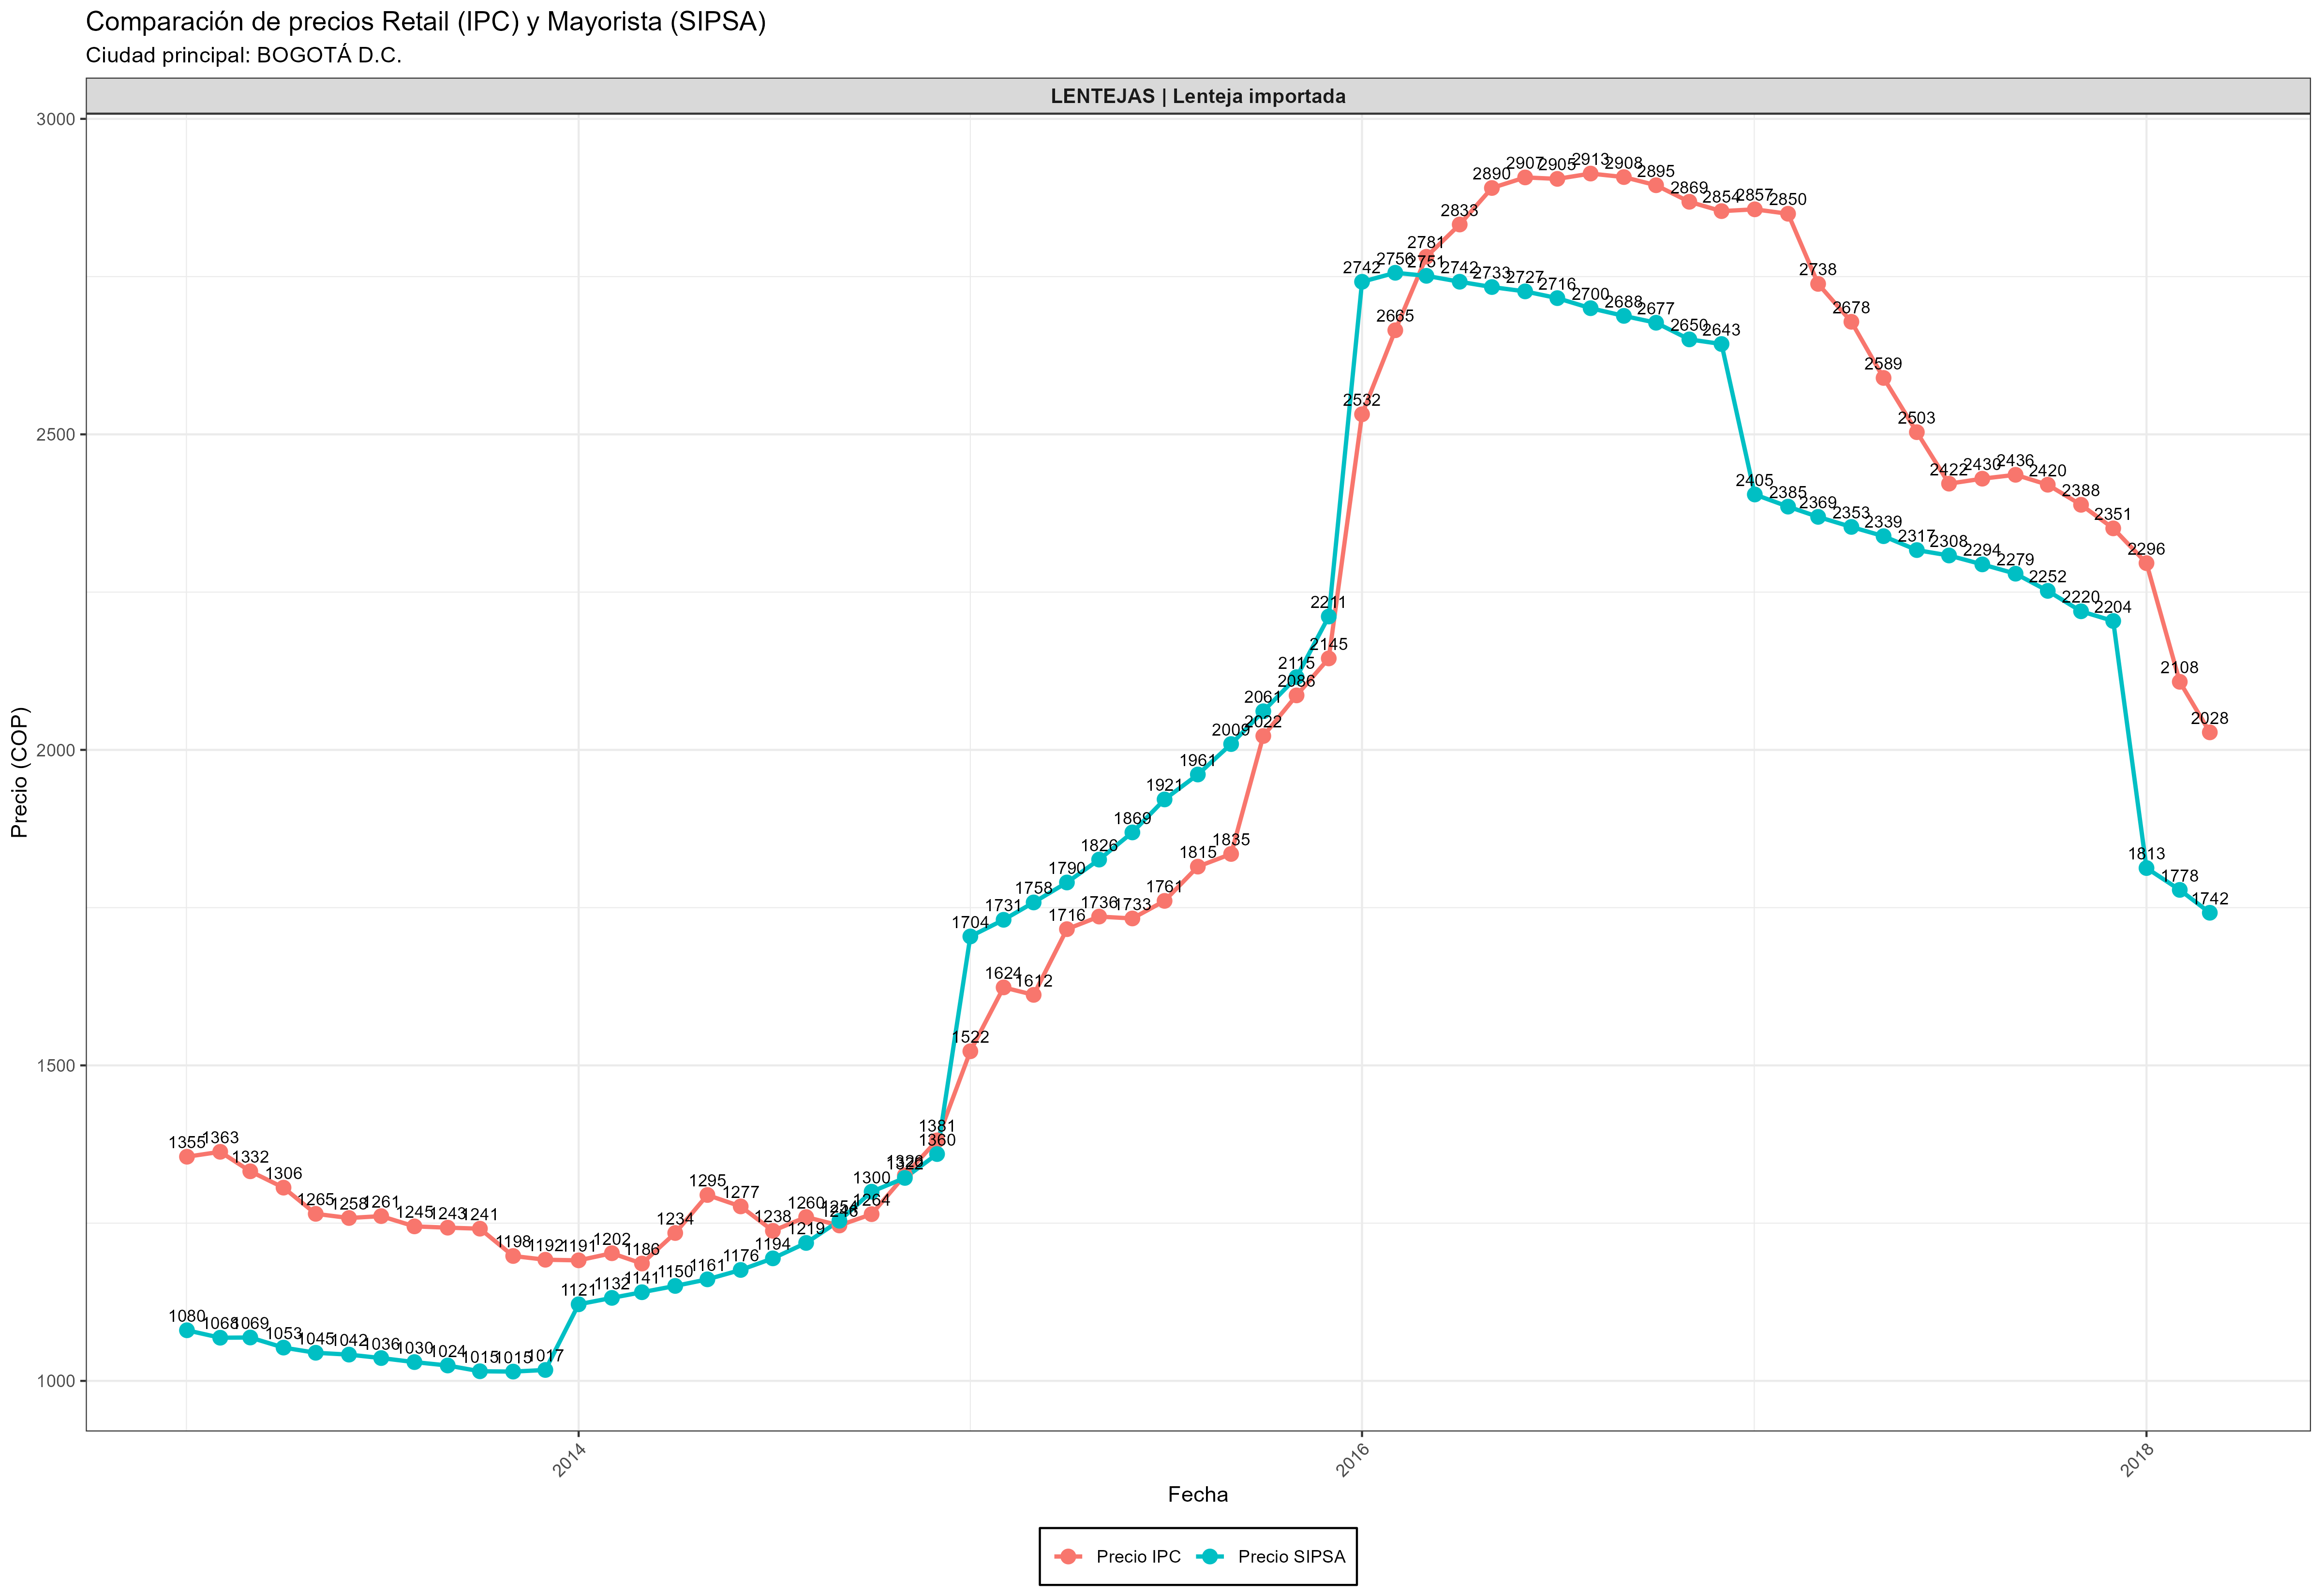 Comparación de precios Retail (IPC) y Mayorista (SIPSA)
Ciudad principal: BOGOTÁ D.C.
LENTEJAS | Lenteja importada
Precio (COP)
3000
2500
2000
1500
1000
1355 1363 1332 1306 1265 1258 1261 1245 1243 1241 1198 1192 1191 1202 1186 1234 1295 1277 1238 1260 1264 1381 1522 1624 1612 1716 1736 1733 1761 1815 1835 2022 2086 2145 2532 2665 2781 2833 2890 2907 2905 2913 2908 2895 2869 2854 2857 2850 2738 2678 2589 2503 2422 2430 2436 2420 2388 2351 2296 2108 2028
1080 1068 1069 1053 1045 1042 1036 1030 1024 1015 1015 1017 1121 1132 1141 1150 1161 1176 1194 1219 1254 1300 1322 1360 1704 1731 1758 1790 1826 1869 1921 1961 2009 2061 2115 2211 2742 2756 2751 2742 2733 2727 2716 2700 2688 2677 2650 2643 2405 2385 2369 2353 2339 2317 2308 2294 2279 2252 2220 2204 1813 1778 1742
2014
2016
2018
Fecha
Precio IPC
Precio SIPSA